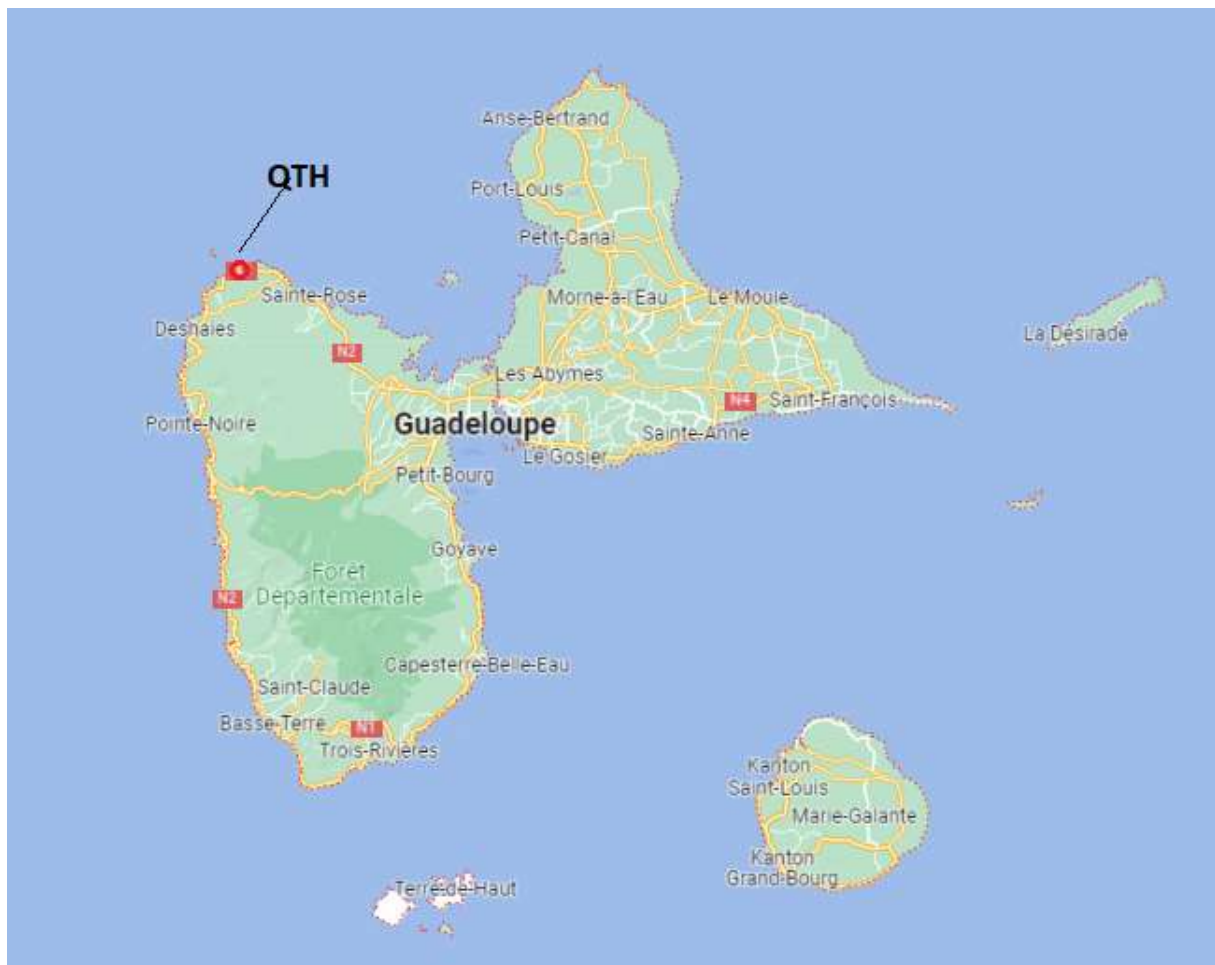 Anse-Bertrand
QTH
Port-Louis
Petit-Canal
Sainte-Rose
Morne-à-l'Eau
Le Moule
Deshaies
La Désirade
N2
Les Abymes
N4
Saint-François
Pointe-Noire
Guadeloupe
Sainte-Anne
Le Gosier
Petit-Bourg
Goyave
Forêt
Départementale
N2
Capesterre-Belle-Eau
Saint-Claude
Basse-Terre
N1
Trois-Rivières
Kanton
Saint-Louis
Marie-Galante
Kanton
Grand-Bourg
Terre-de-Haut